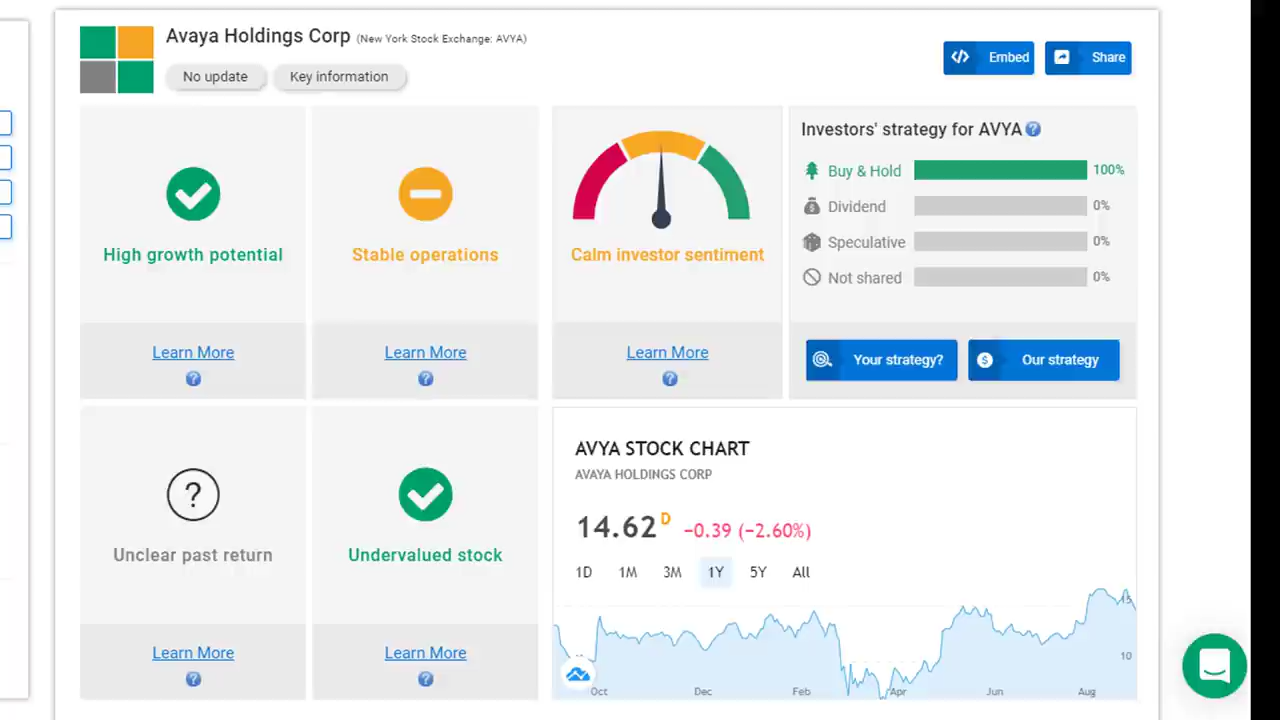 Avaya Holdings Corp (New York Stock Exchange: AVYA)
No update Key information
Embed Share
High growth potential
Learn More
?
Stable operations
Learn More
?
Calm investor sentiment
Learn More
?
Investors' strategy for AVYA ?
Buy & Hold 100%
Dividend 0%
Speculative 0%
Not shared 0%
Your strategy? Our strategy
?
Unclear past return
Learn More
?
Undervalued stock
Learn More
?
AVYA STOCK CHART
AVAYA HOLDINGS CORP
14.62 D −0.39 (−2.60%)
1D 1M 3M 1Y 5Y All
15
10
Oct Dec Feb Apr Jun Aug